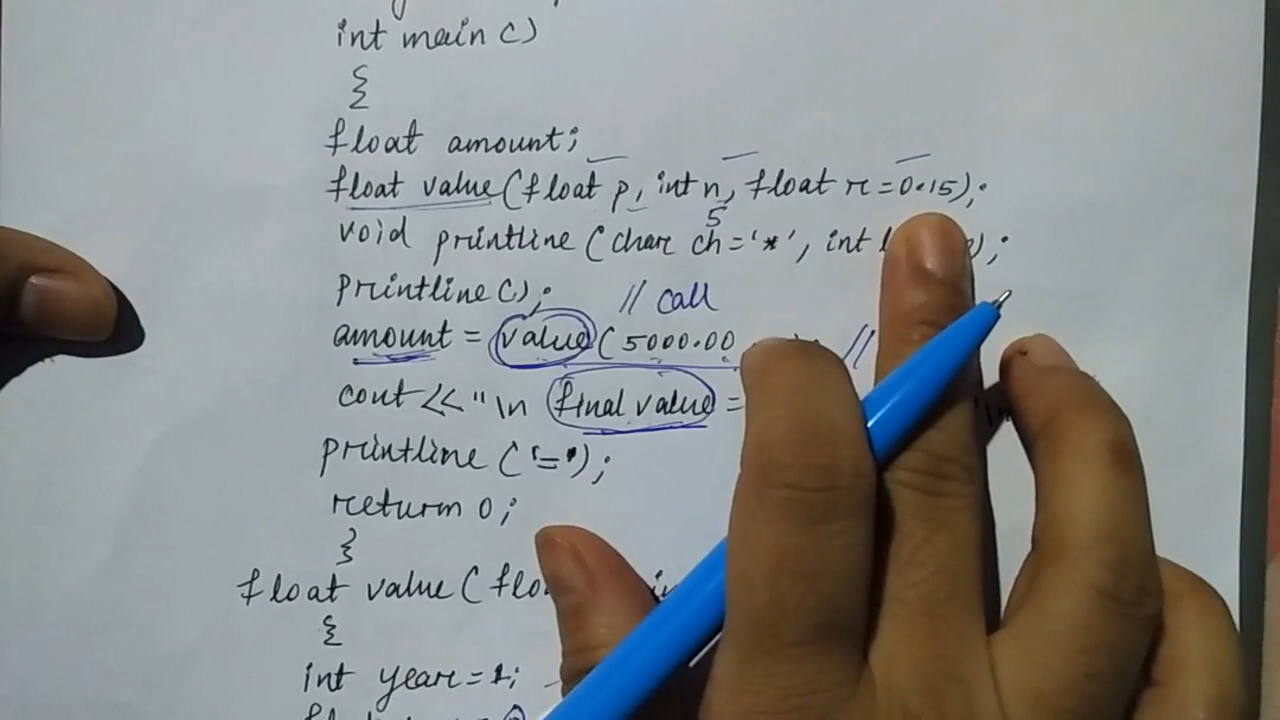 int main()
{
float amount;
float value(float p, int n, float r=0.15);
5
void printline (char ch='*', int
);
printline(); // call
amount = value(5000.00 //
cout<<"\n final value =
printline('=');
return 0;
}
float value(
{
int year=1;